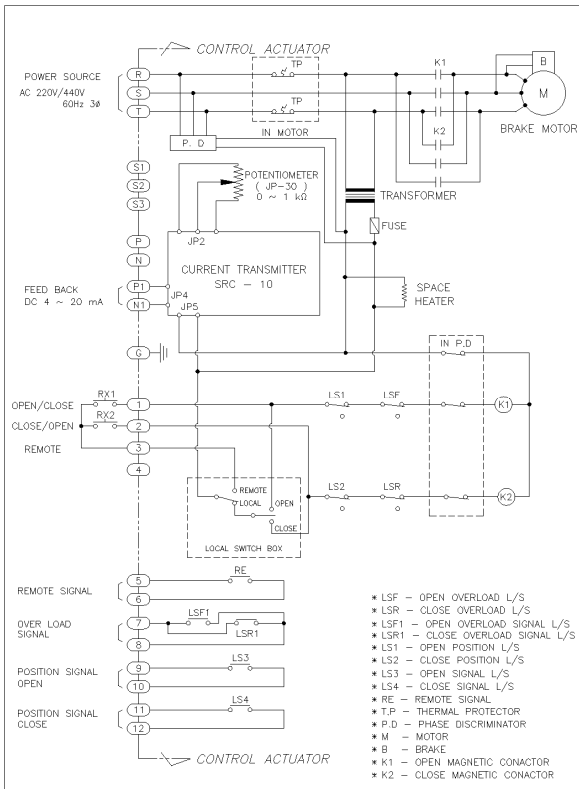 CONTROL ACTUATOR
POWER SOURCE
AC 220V/440V
60Hz 3Ø
R
S
T
TP
TP
K1
K2
B
M
BRAKE MOTOR
P. D
IN MOTOR
S1
S2
S3
POTENTIOMETER
( JP-30 )
0 ~ 1 kΩ
TRANSFORMER
FUSE
P
N
JP2
CURRENT TRANSMITTER
SRC - 10
FEED BACK
DC 4 ~ 20 mA
P1
N1
JP4
JP5
SPACE
HEATER
G
IN P.D
OPEN/CLOSE
RX1
1
LS1
LSF
K1
CLOSE/OPEN
RX2
2
REMOTE
3
4
LS2
LSR
K2
REMOTE
LOCAL
OPEN
CLOSE
LOCAL SWITCH BOX
REMOTE SIGNAL
5
6
RE
OVER LOAD
SIGNAL
7
8
LSF1
LSR1
POSITION SIGNAL
OPEN
9
10
LS3
POSITION SIGNAL
CLOSE
11
12
LS4
CONTROL ACTUATOR
* LSF - OPEN OVERLOAD L/S
* LSR - CLOSE OVERLOAD L/S
* LSF1 - OPEN OVERLOAD SIGNAL L/S
* LSR1 - CLOSE OVERLOAD SIGNAL L/S
* LS1 - OPEN POSITION L/S
* LS2 - CLOSE POSITION L/S
* LS3 - OPEN SIGNAL L/S
* LS4 - CLOSE SIGNAL L/S
* RE - REMOTE SIGNAL
* T.P - THERMAL PROTECTOR
* P.D - PHASE DISCRIMINATOR
* M - MOTOR
* B - BRAKE
* K1 - OPEN MAGNETIC CONACTOR
* K2 - CLOSE MAGNETIC CONACTOR